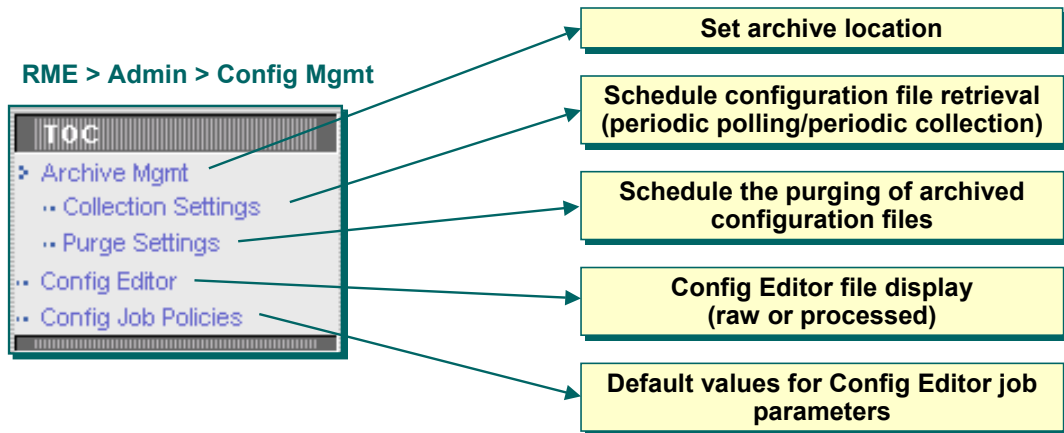 RME > Admin > Config Mgmt
TOC
Archive Mgmt
Collection Settings
Purge Settings
Config Editor
Config Job Policies
Set archive location
Schedule configuration file retrieval
(periodic polling/periodic collection)
Schedule the purging of archived
configuration files
Config Editor file display
(raw or processed)
Default values for Config Editor job
parameters